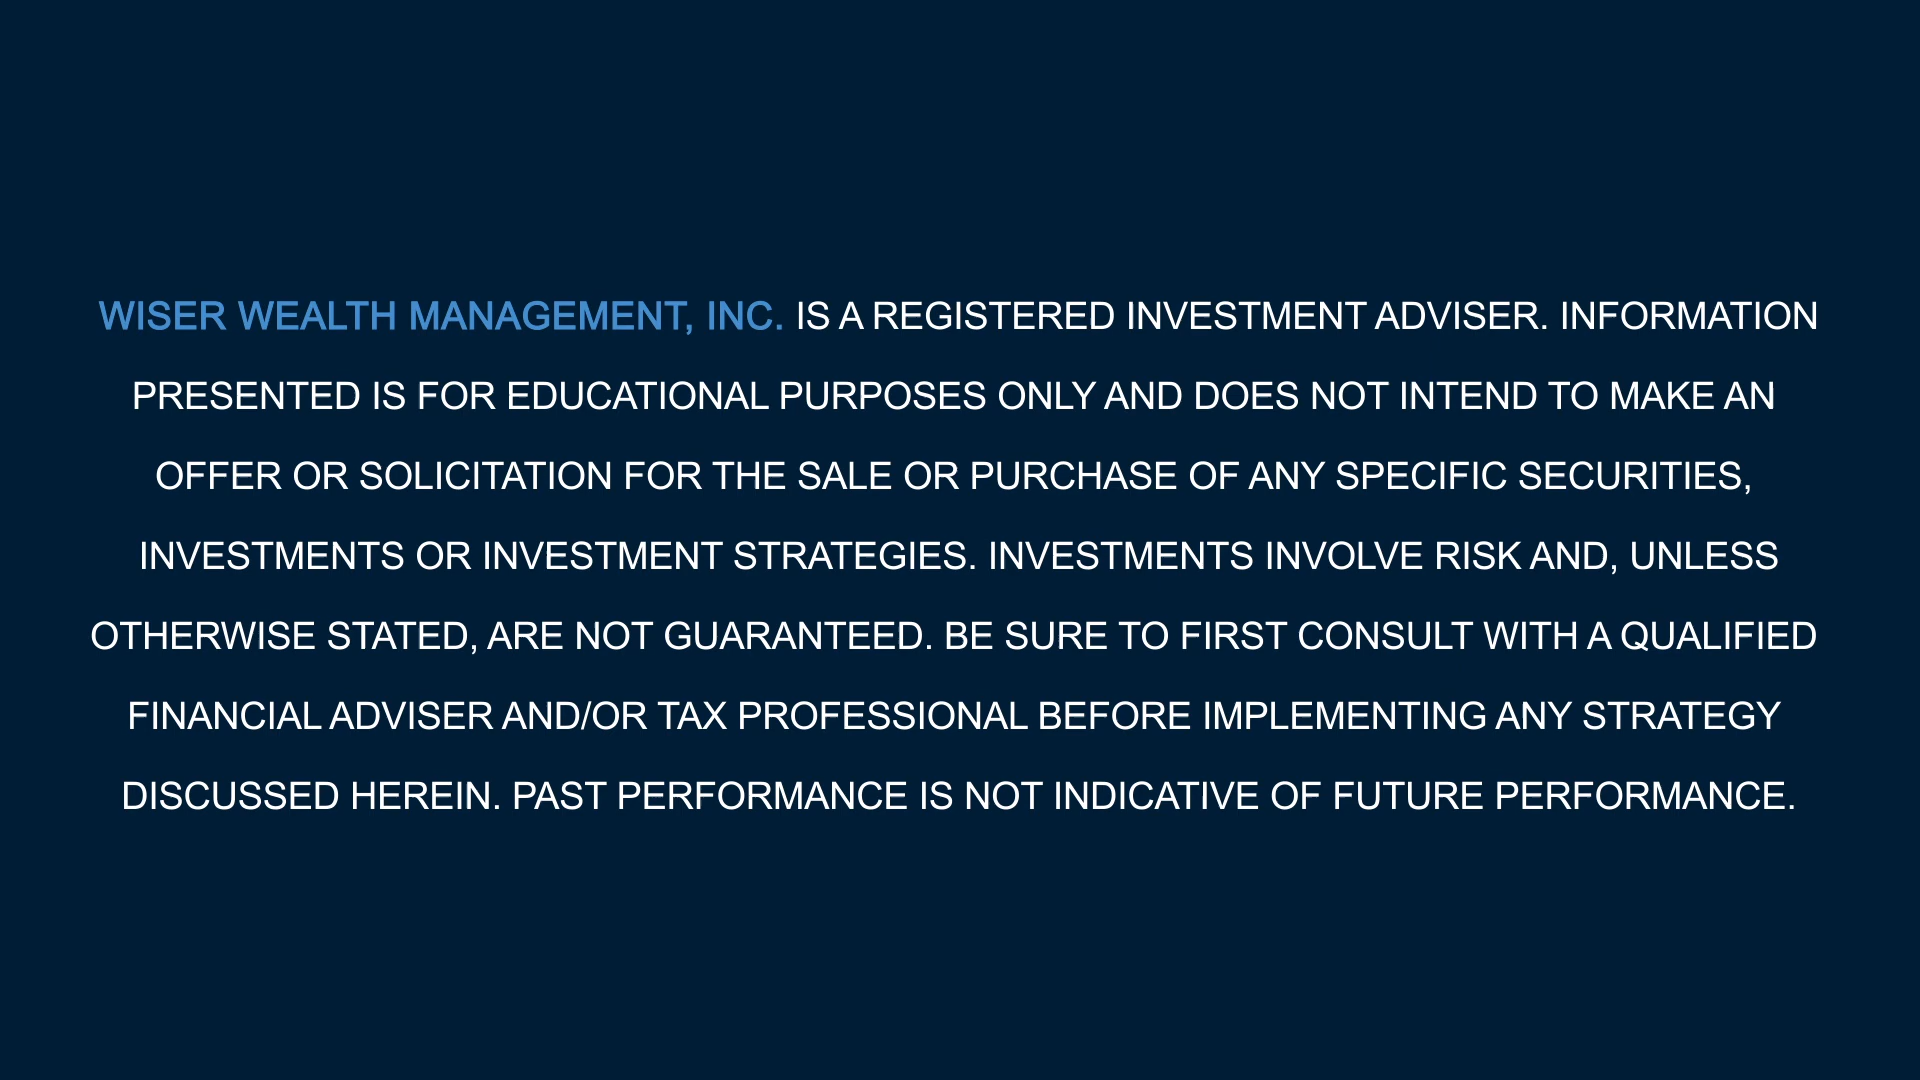 WISER WEALTH MANAGEMENT, INC. IS A REGISTERED INVESTMENT ADVISER. INFORMATION
PRESENTED IS FOR EDUCATIONAL PURPOSES ONLY AND DOES NOT INTEND TO MAKE AN
OFFER OR SOLICITATION FOR THE SALE OR PURCHASE OF ANY SPECIFIC SECURITIES,
INVESTMENTS OR INVESTMENT STRATEGIES. INVESTMENTS INVOLVE RISK AND, UNLESS
OTHERWISE STATED, ARE NOT GUARANTEED. BE SURE TO FIRST CONSULT WITH A QUALIFIED
FINANCIAL ADVISER AND/OR TAX PROFESSIONAL BEFORE IMPLEMENTING ANY STRATEGY
DISCUSSED HEREIN. PAST PERFORMANCE IS NOT INDICATIVE OF FUTURE PERFORMANCE.